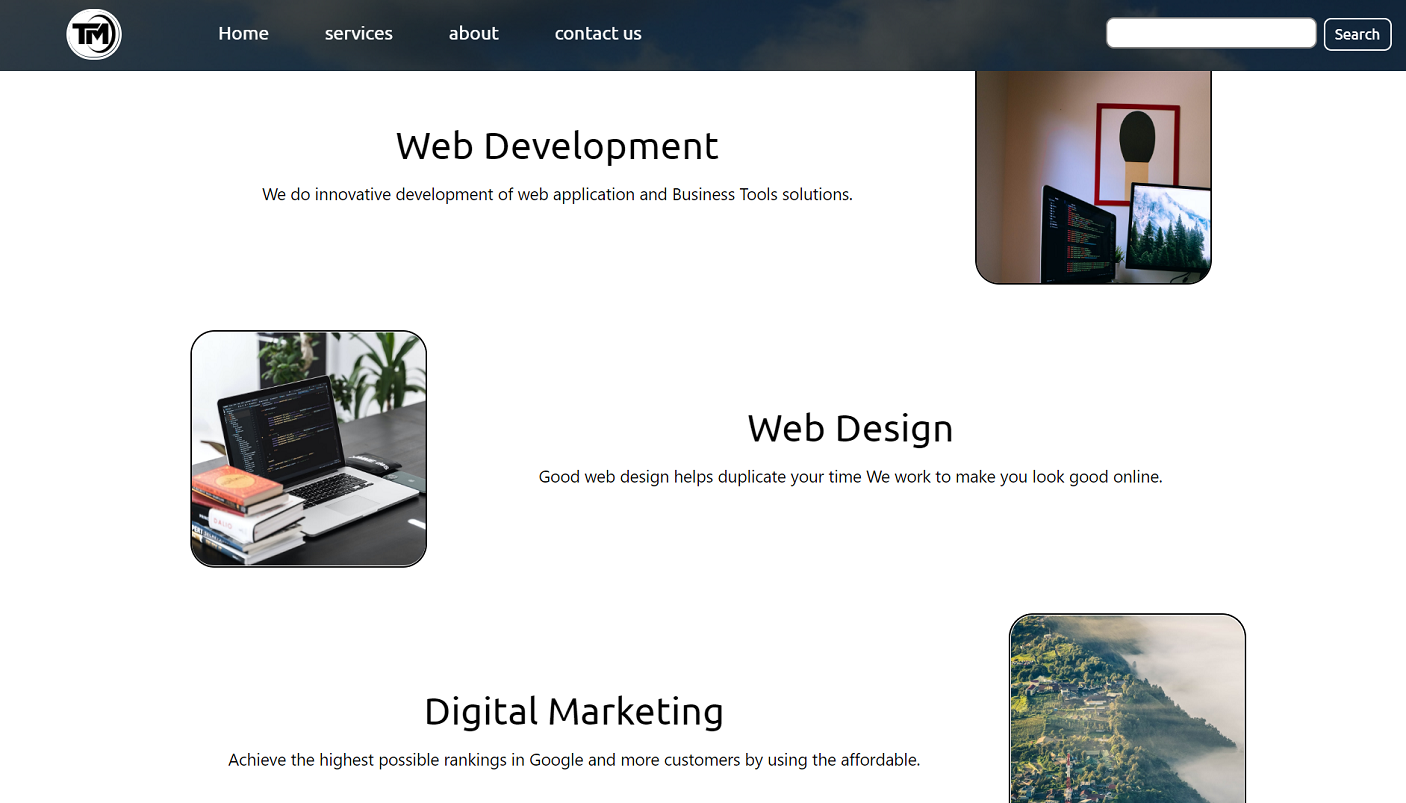 TM
Home services about contact us Search
Web Development
We do innovative development of web application and Business Tools solutions.
Web Design
Good web design helps duplicate your time We work to make you look good online.
Digital Marketing
Achieve the highest possible rankings in Google and more customers by using the affordable.